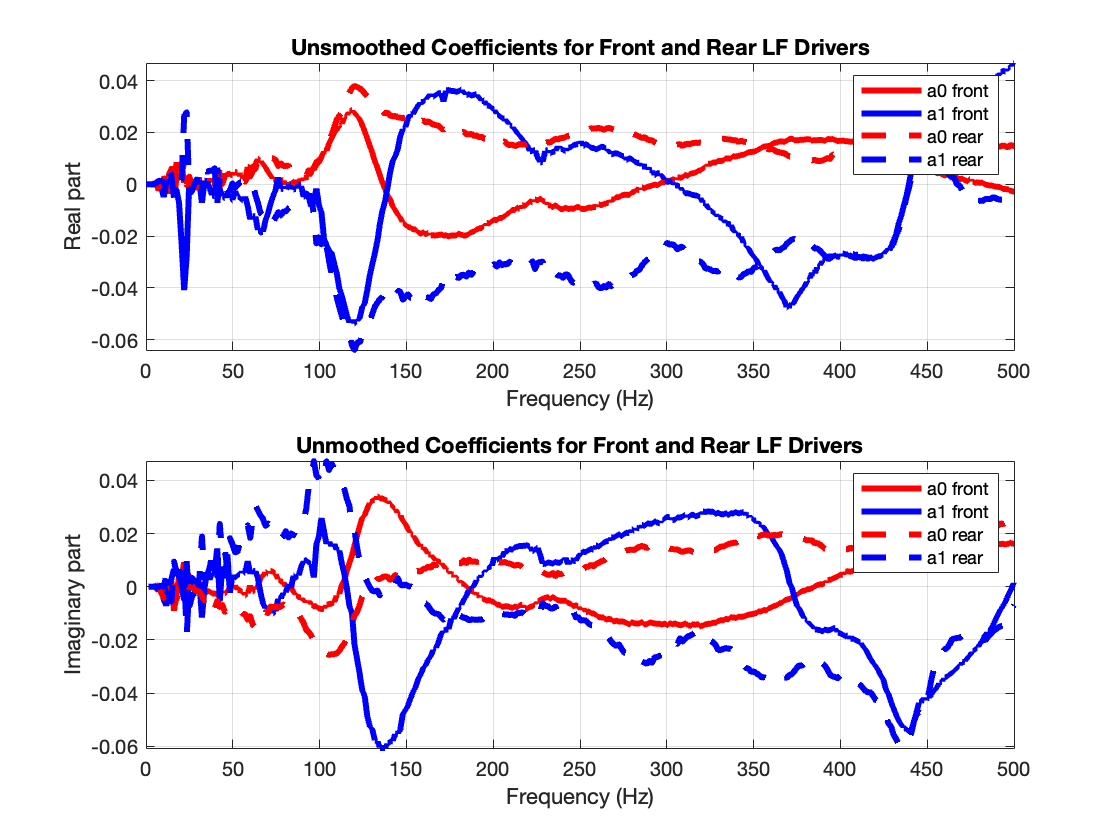 Unsmoothed Coefficients for Front and Rear LF Drivers
0.04
0.02
0
-0.02
-0.04
-0.06
Real part
a0 front
a1 front
a0 rear
a1 rear
0 50 100 150 200 250 300 350 400 450 500
Frequency (Hz)
Unmoothed Coefficients for Front and Rear LF Drivers
0.04
0.02
0
-0.02
-0.04
-0.06
Imaginary part
a0 front
a1 front
a0 rear
a1 rear
0 50 100 150 200 250 300 350 400 450 500
Frequency (Hz)